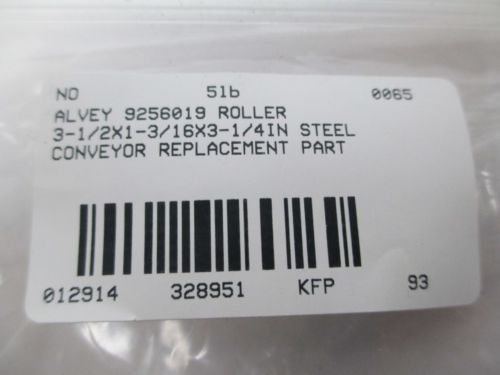 NO 51b 0065
ALVEY 9256019 ROLLER
3-1/2X1-3/16X3-1/4IN STEEL
CONVEYOR REPLACEMENT PART
012914 328951 KFP 93